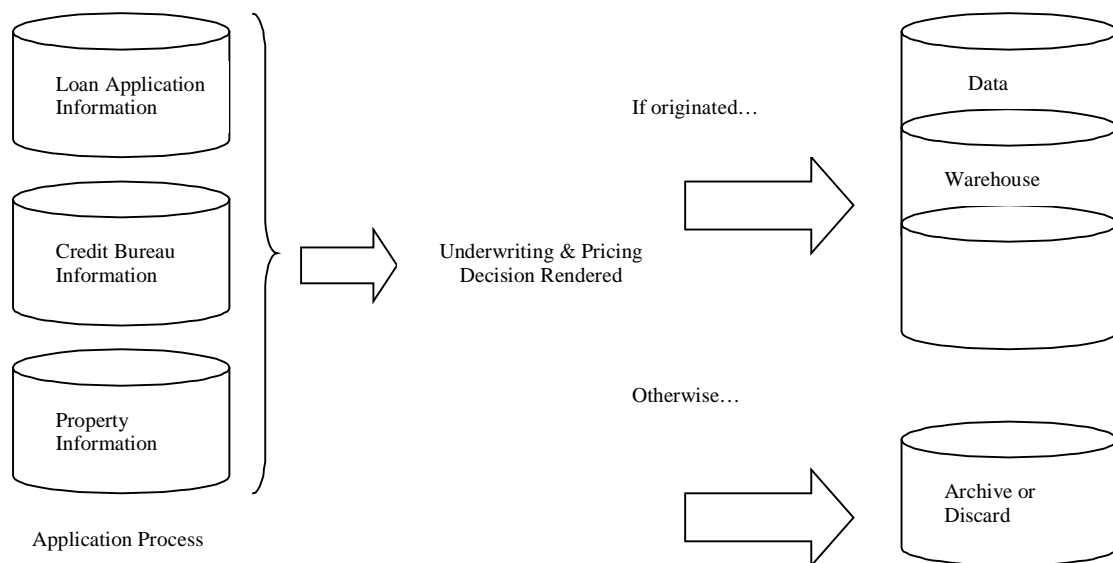 Loan Application
Information
Credit Bureau
Information
Property
Information
Application Process
Underwriting & Pricing
Decision Rendered
If originated…
Otherwise…
Data
Warehouse
Archive or
Discard